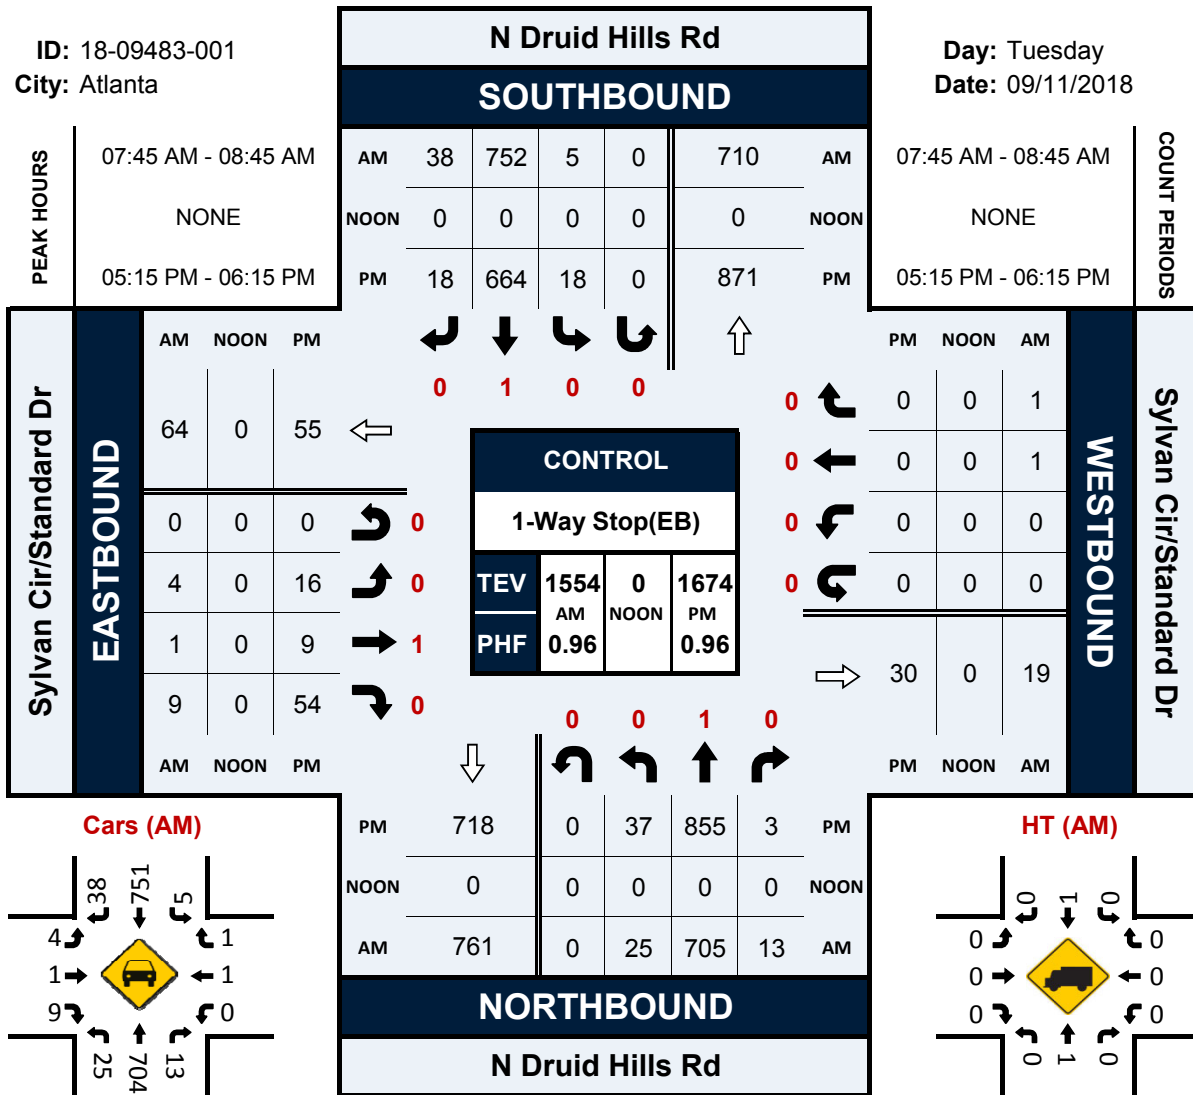 N Druid Hills Rd
SOUTHBOUND
ID: 18-09483-001
City: Atlanta
Day: Tuesday
Date: 09/11/2018
PEAK HOURS
07:45 AM - 08:45 AM
NONE
05:15 PM - 06:15 PM
AM 38 752 5 0 710 AM
NOON 0 0 0 0 0 NOON
PM 18 664 18 0 871 PM
07:45 AM - 08:45 AM
NONE
05:15 PM - 06:15 PM
COUNT PERIODS
0 1 0 0
Sylvan Cir/Standard Dr
EASTBOUND
AM NOON PM
64 0 55
0 0 0 0
4 0 16 0
1 0 9 1
9 0 54 0
AM NOON PM
CONTROL
1-Way Stop(EB)
TEV 1554 0 1674
AM NOON PM
PHF 0.96 0.96
PM NOON AM
0 0 0 1
0 0 0 1
0 0 0 0
0 0 0 0
30 0 19
PM NOON AM
WESTBOUND
Sylvan Cir/Standard Dr
0 0 1 0
PM 718 0 37 855 3 PM
NOON 0 0 0 0 0 NOON
AM 761 0 25 705 13 AM
NORTHBOUND
N Druid Hills Rd
Cars (AM)
38 751 5
4 1
1 1
9 0
25 704 13
HT (AM)
0 1 0
0 0
0 0
0 0
0 1 0